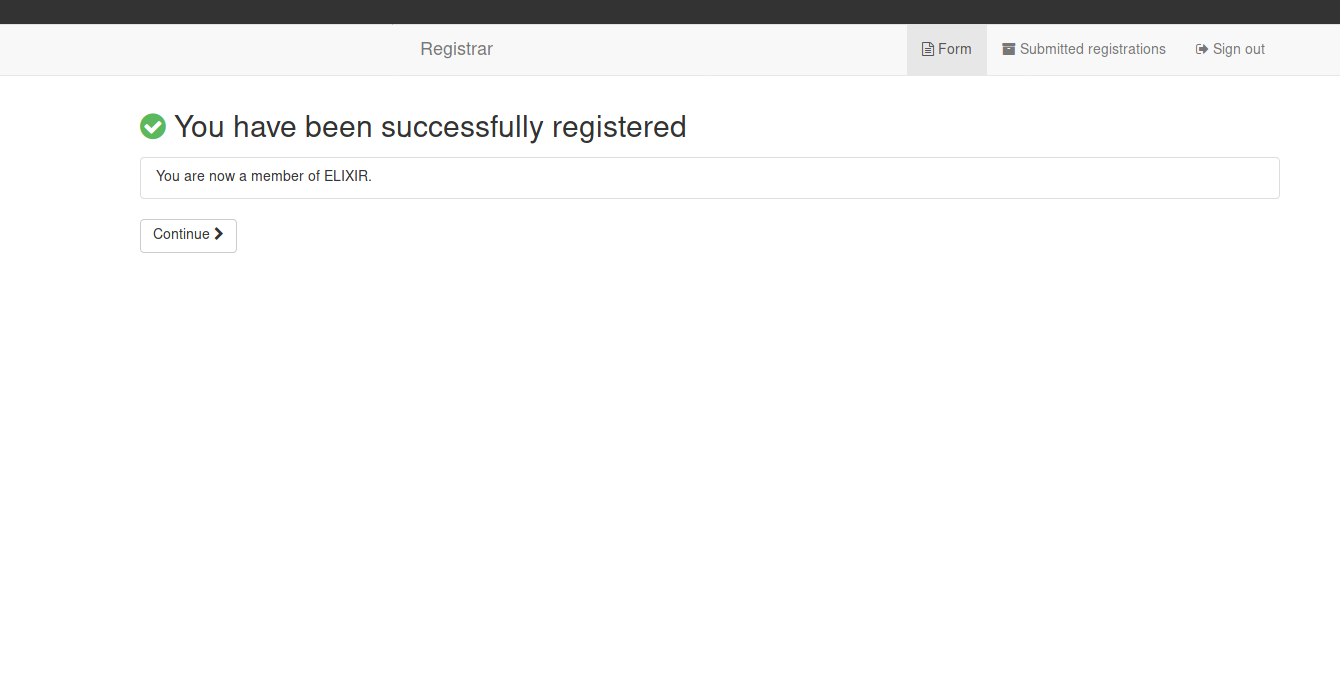 Registrar
Form
Submitted registrations
Sign out
You have been successfully registered
You are now a member of ELIXIR.
Continue